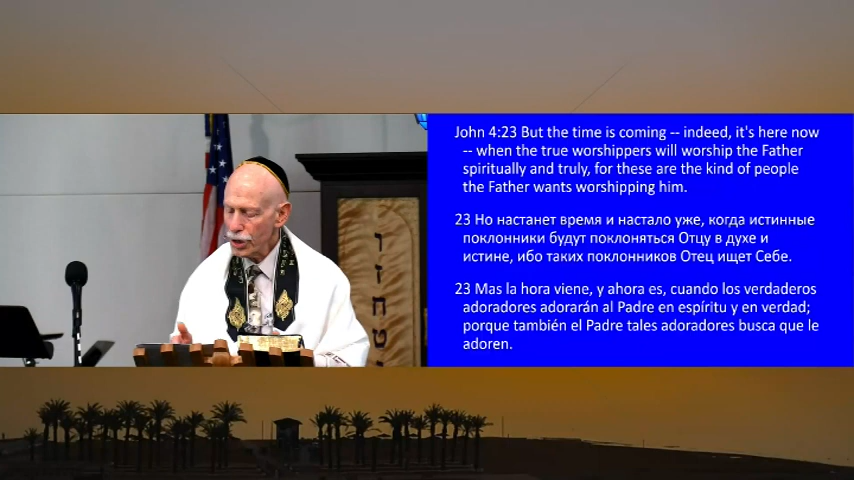 John 4:23 But the time is coming -- indeed, it's here now
-- when the true worshippers will worship the Father
spiritually and truly, for these are the kind of people
the Father wants worshipping him.
23 Но настанет время и настало уже, когда истинные
поклонники будут поклоняться Отцу в духе и
истине, ибо таких поклонников Отец ищет Себе.
23 Mas la hora viene, y ahora es, cuando los verdaderos
adoradores adorarán al Padre en espíritu y en verdad;
porque también el Padre tales adoradores busca que le
adoren.
ו
ז
ח
ט
י